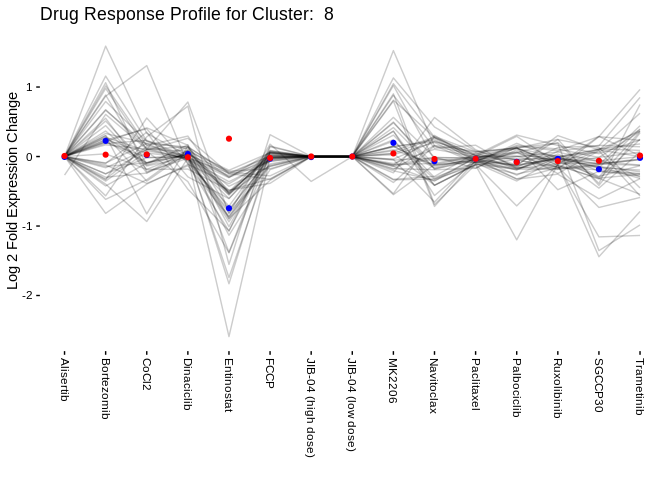 Drug Response Profile for Cluster:  8
Log 2 Fold Expression Change
1
0
-1
-2
Alisertib
Bortezomib
CoCl2
Dinaciclib
Entinostat
FCCP
JIB-04 (high dose)
JIB-04 (low dose)
MK2206
Navitoclax
Paclitaxel
Palbociclib
Ruxolibinib
SGCCP30
Trametinib